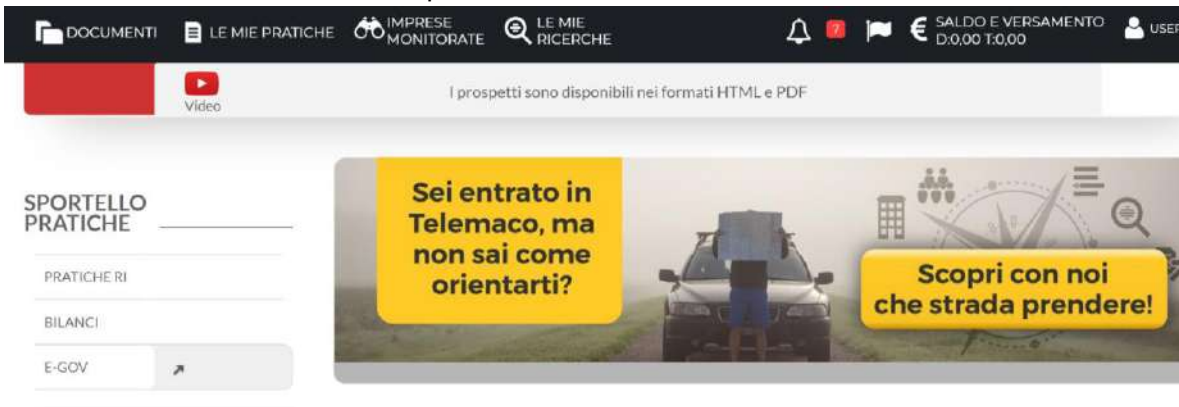 DOCUMENTI
LE MIE PRATICHE
IMPRESE
MONITORATE
LE MIE
RICERCHE
7
SALDO E VERSAMENTO
D:0,00 T:0,00
USER
Video
I prospetti sono disponibili nei formati HTML e PDF
SPORTELLO
PRATICHE
PRATICHE RI
BILANCI
E-GOV
Sei entrato in
Telemaco, ma
non sai come
orientarti?
Scopri con noi
che strada prendere!